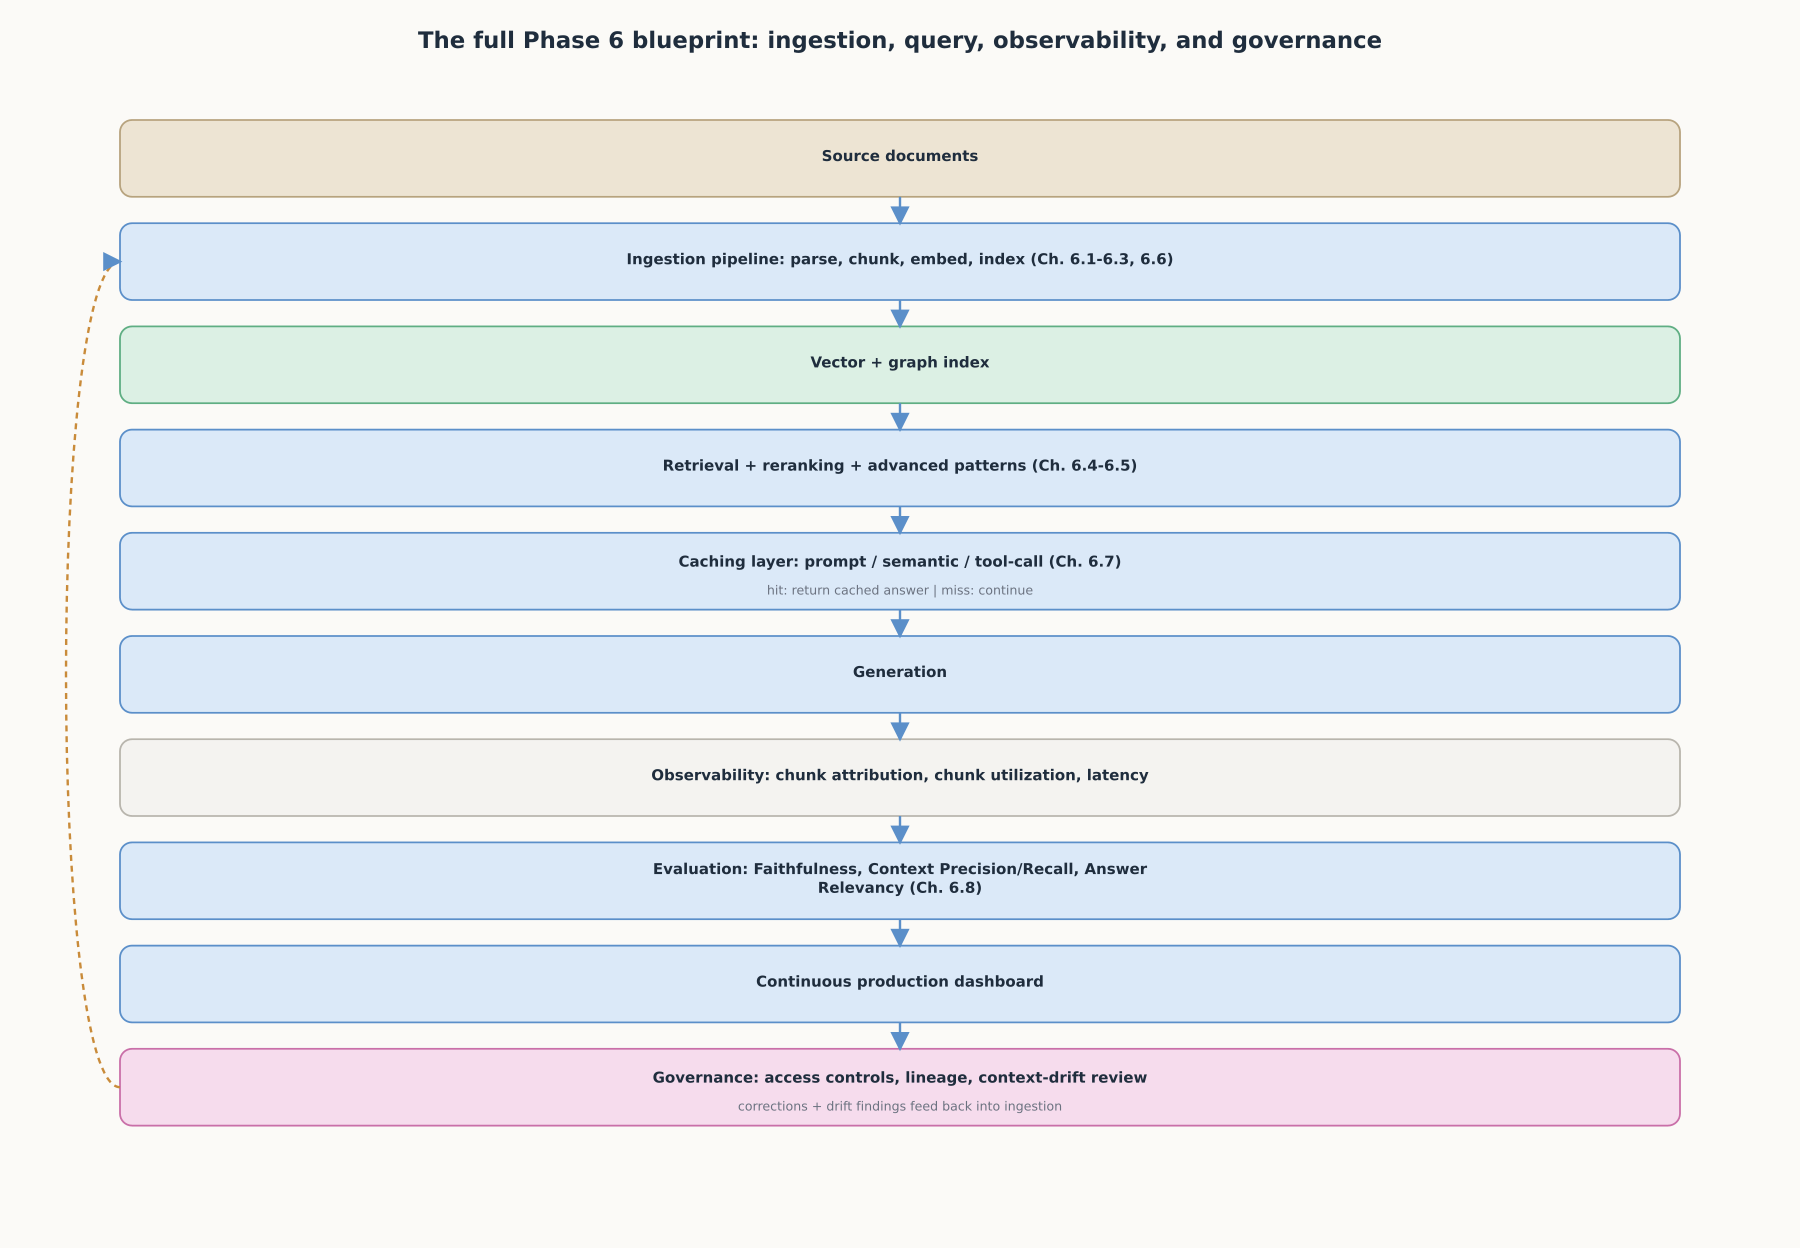 The full Phase 6 blueprint: ingestion, query, observability, and governance
Source documents
Ingestion pipeline: parse, chunk, embed, index (Ch. 6.1-6.3, 6.6)
Vector + graph index
Retrieval + reranking + advanced patterns (Ch. 6.4-6.5)
Caching layer: prompt / semantic / tool-call (Ch. 6.7)
hit: return cached answer | miss: continue
Generation
Observability: chunk attribution, chunk utilization, latency
Evaluation: Faithfulness, Context Precision/Recall, Answer
Relevancy (Ch. 6.8)
Continuous production dashboard
Governance: access controls, lineage, context-drift review
corrections + drift findings feed back into ingestion